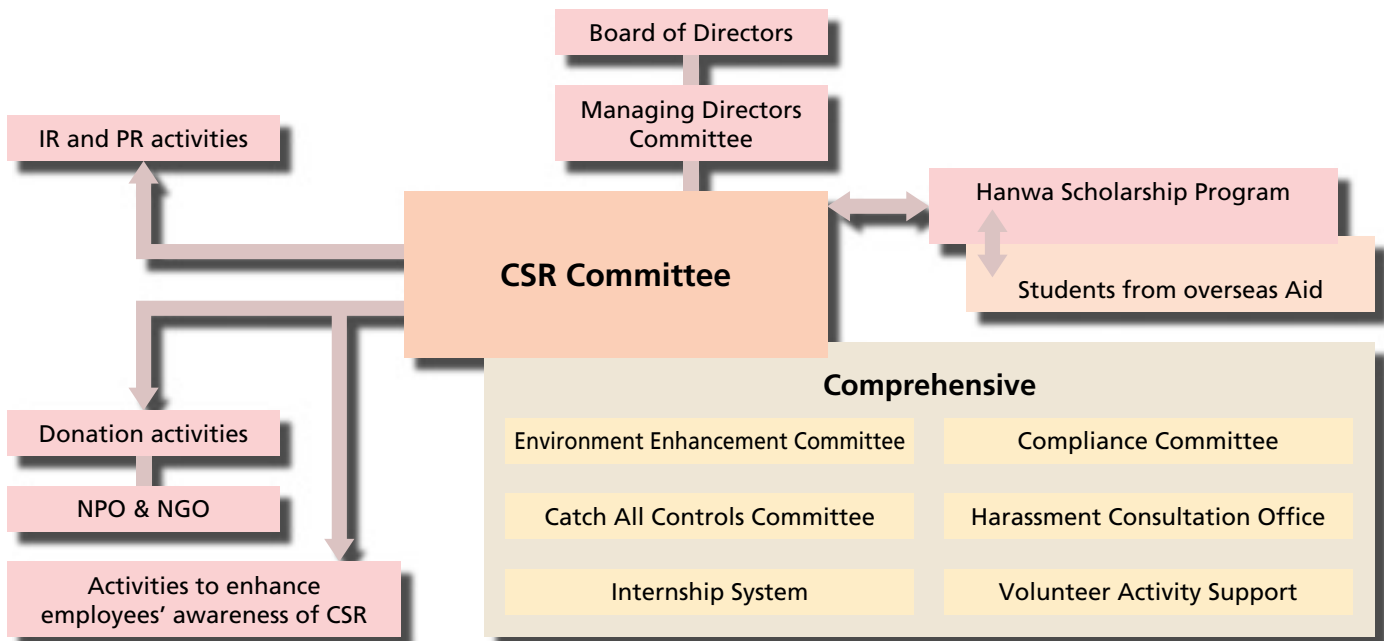 Board of Directors
Managing Directors
Committee
IR and PR activities
Hanwa Scholarship Program
Students from overseas Aid
CSR Committee
Comprehensive
Environment Enhancement Committee
Compliance Committee
Catch All Controls Committee
Harassment Consultation Office
Internship System
Volunteer Activity Support
Donation activities
NPO & NGO
Activities to enhance
employees‘ awareness of CSR